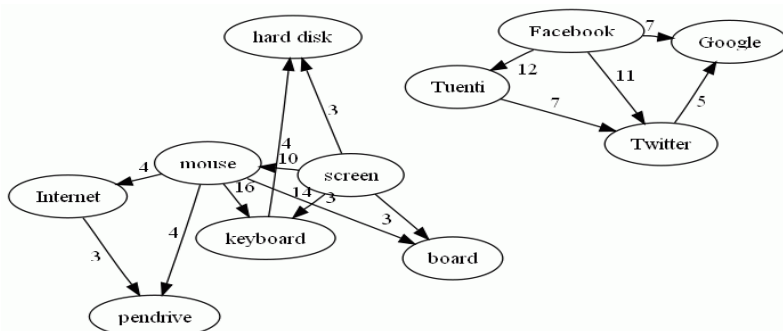 Facebook
7
hard disk
Google
12
Tuenti
11
7
5
3
Twitter
4
mouse
10
4
screen
Internet
16
14
3
keyboard
3
4
3
board
pendrive